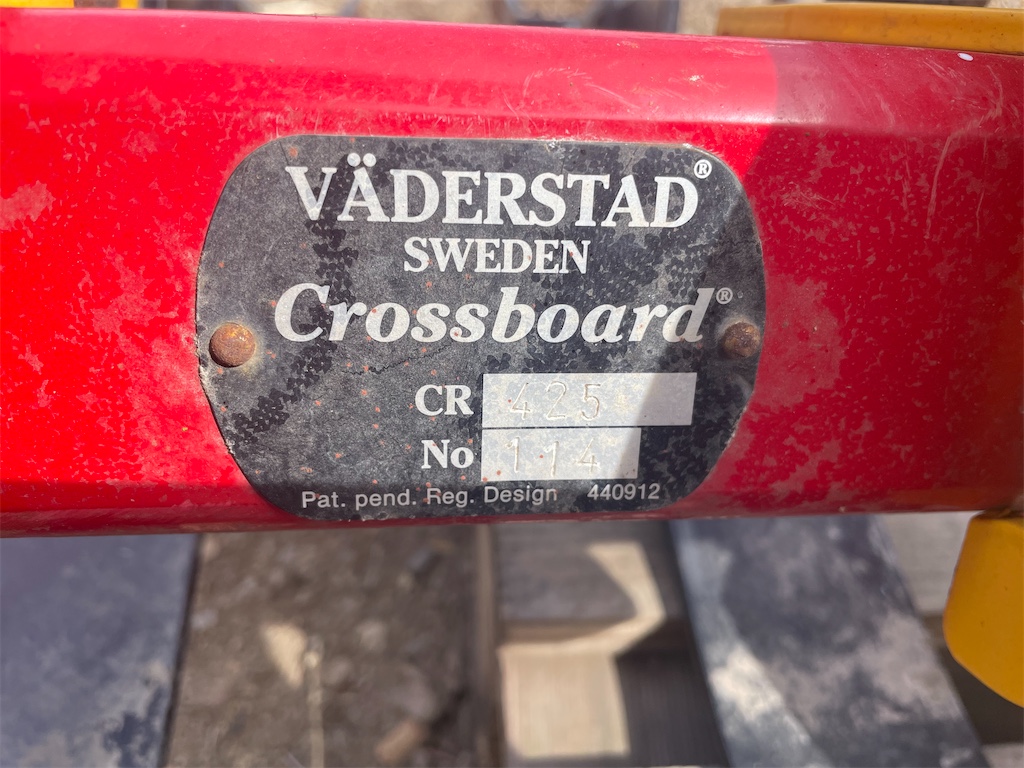 VÄDERSTAD®
SWEDEN
Crossboard®
CR 425
No 114
Pat. pend. Reg. Design 440912